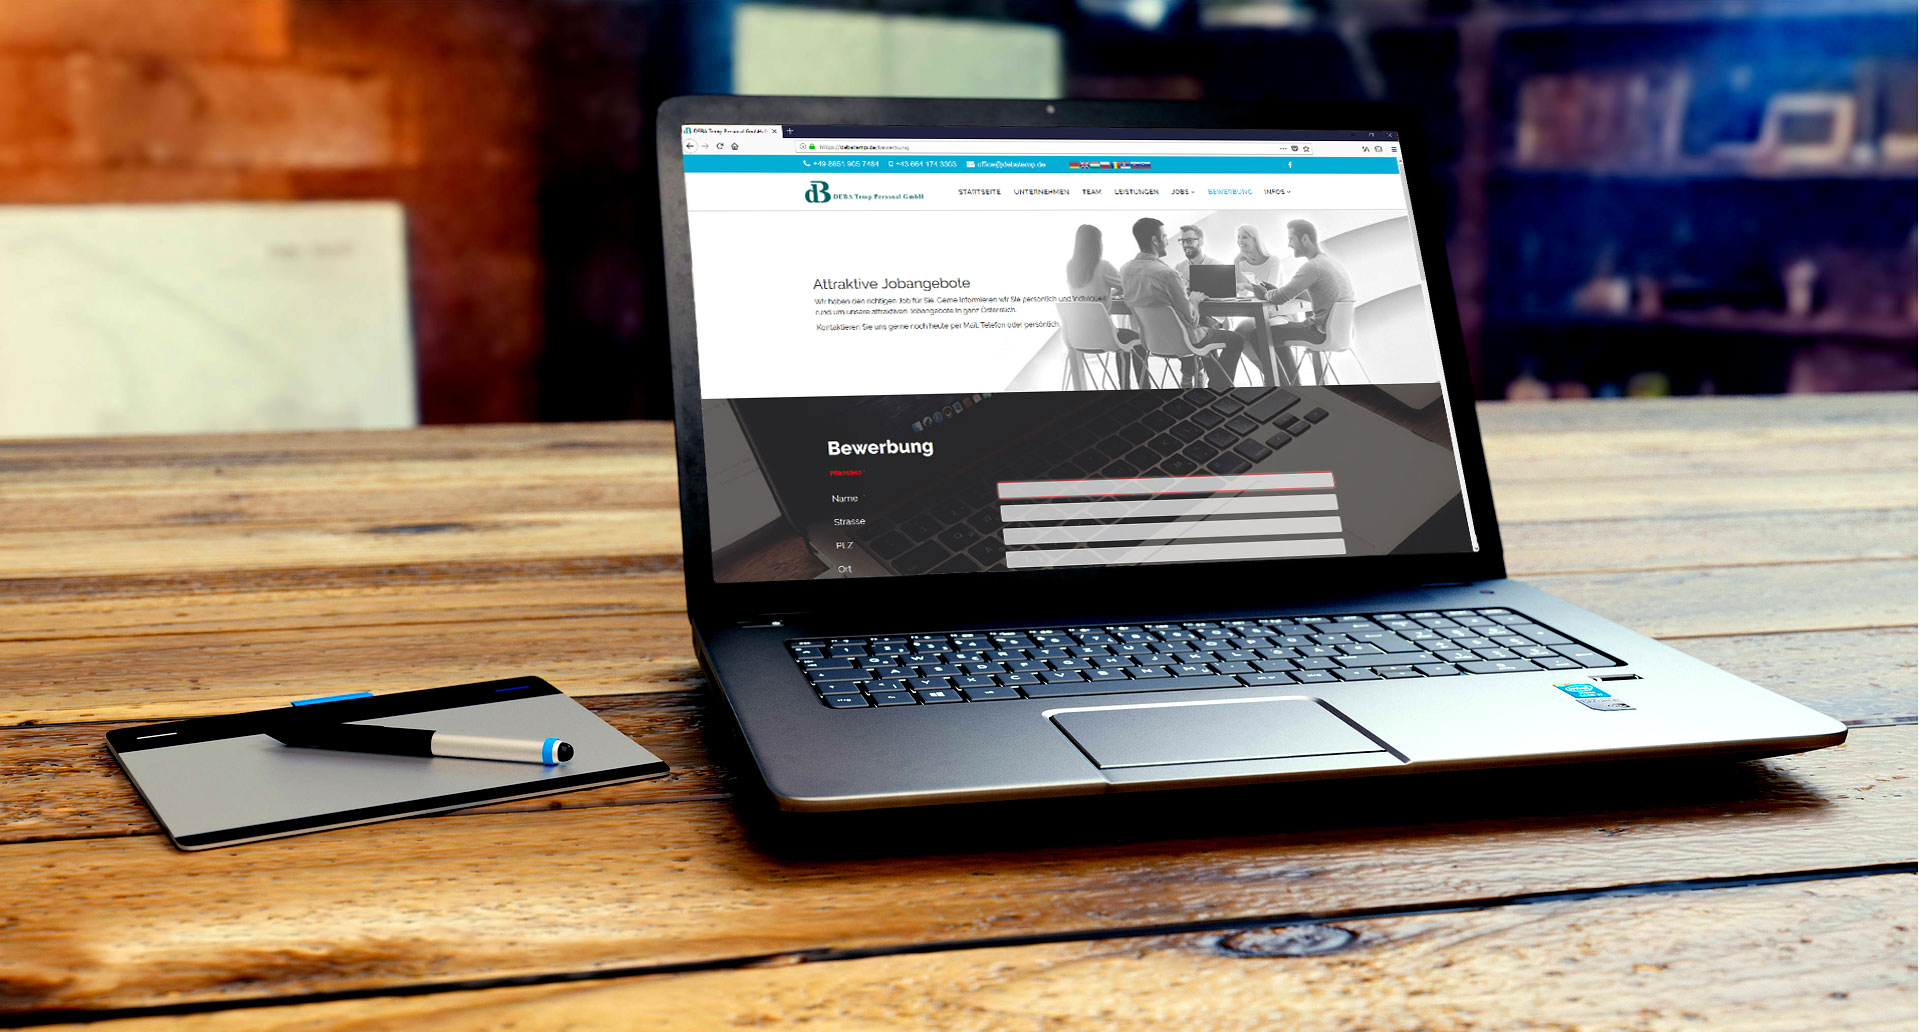 DEBA Temp Personal GmbH
https://debatemp.de/bewerbung
+49 8651 965 7484 +43 664 174 3303 office@debatemp.de
dB DEBA Temp Personal GmbH
STARTSEITE UNTERNEHMEN TEAM LEISTUNGEN JOBS BEWERBUNG INFOS
Attraktive Jobangebote
Wir haben den richtigen Job für Sie. Gerne informieren wir Sie persönlich und individuell
rund um unsere attraktiven Jobangebote in ganz Österreich.
Kontaktieren Sie uns gerne noch heute per Mail, Telefon oder persönlich.
Bewerbung
Name *
Strasse
PLZ
Ort